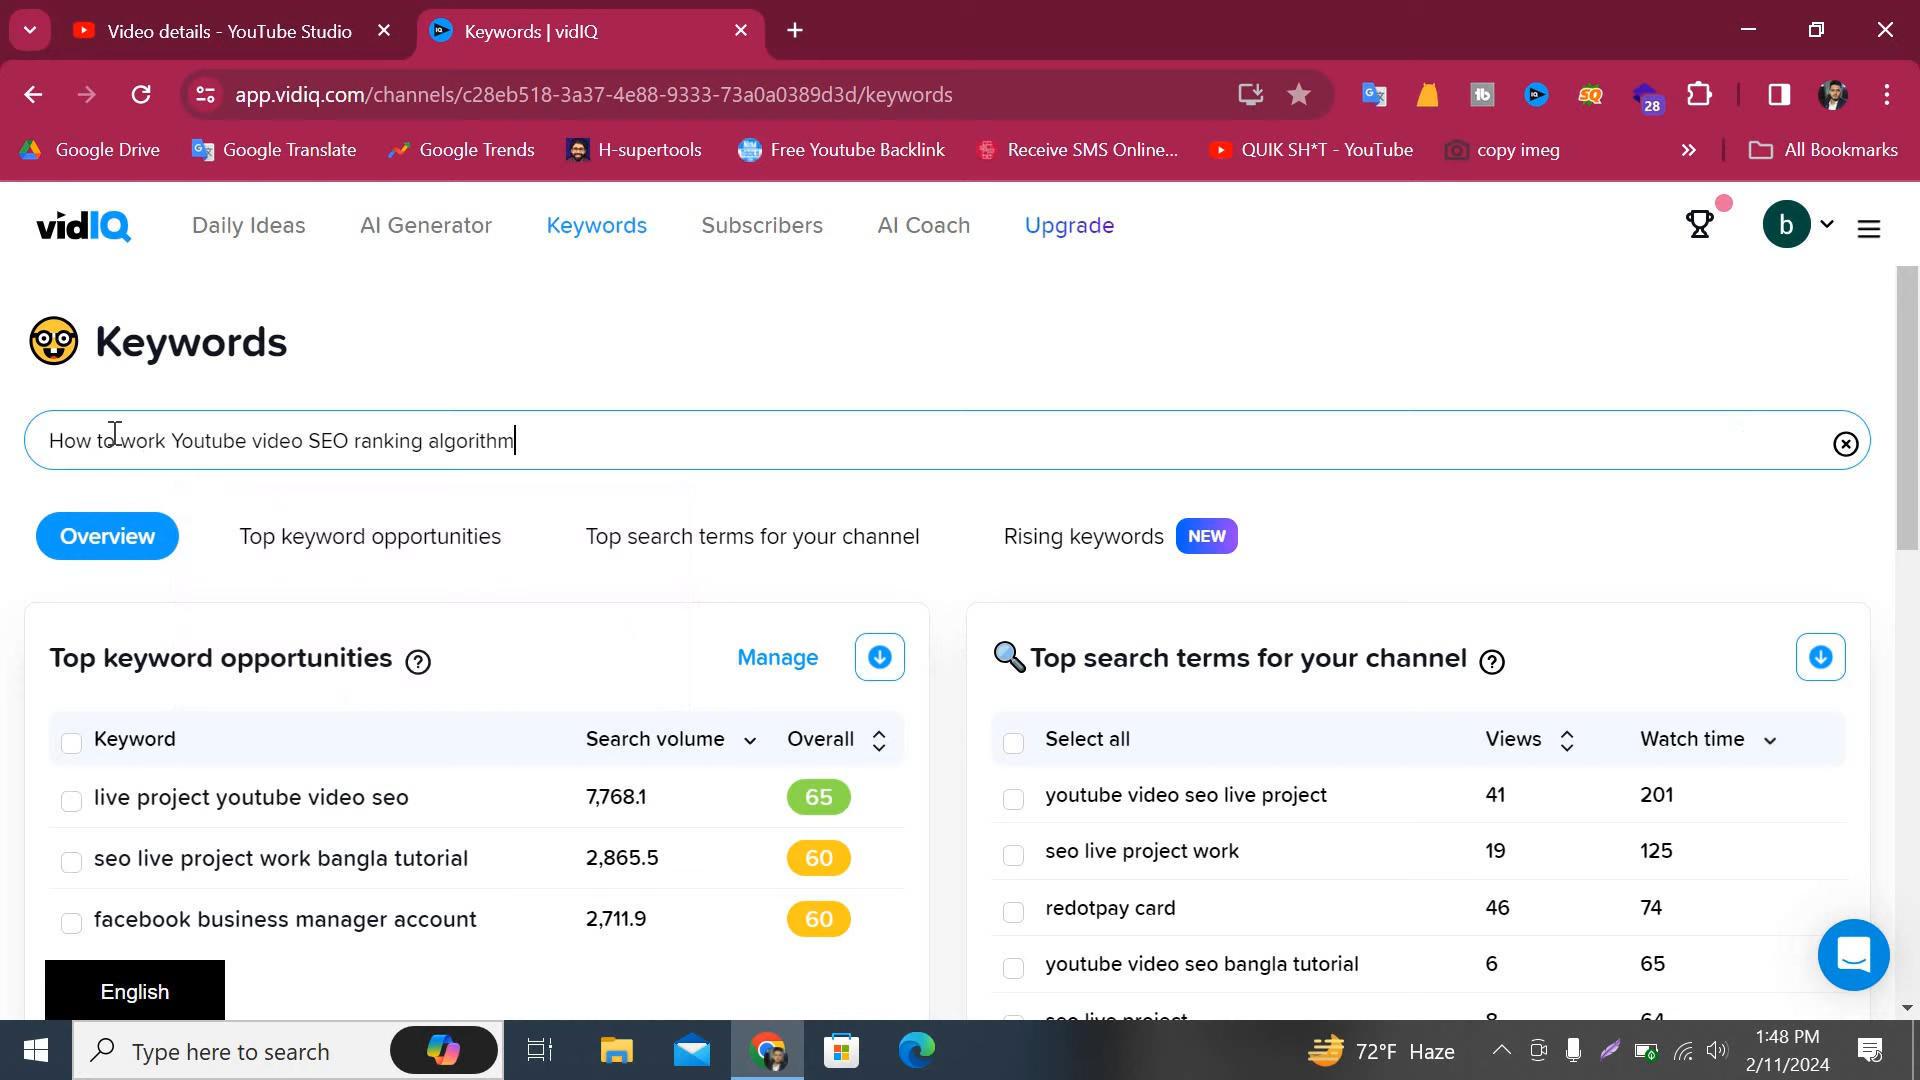 Video details - YouTube Studio
Keywords | vidIQ
app.vidiq.com/channels/c28eb518-3a37-4e88-9333-73a0a0389d3d/keywords
28
Google Drive
Google Translate
Google Trends
H-supertools
Free Youtube Backlink
Receive SMS Online...
QUIK SH*T - YouTube
copy imeg
All Bookmarks
vidIQ
Daily Ideas
AI Generator
Keywords
Subscribers
AI Coach
Upgrade
b
Keywords
How to work Youtube video SEO ranking algorithm
Overview
Top keyword opportunities
Top search terms for your channel
Rising keywords NEW
Top keyword opportunities
Manage
Keyword Search volume Overall
live project youtube video seo 7,768.1 65
seo live project work bangla tutorial 2,865.5 60
facebook business manager account 2,711.9 60
English
Top search terms for your channel
Select all Views Watch time
youtube video seo live project 41 201
seo live project work 19 125
redotpay card 46 74
youtube video seo bangla tutorial 6 65
seo live project 8 64
Type here to search
72°F Haze
1:48 PM
2/11/2024